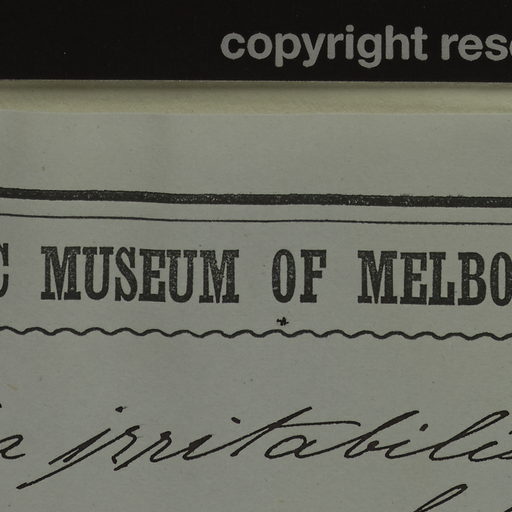 copyright rese
C MUSEUM OF MELBO
a irritabilis